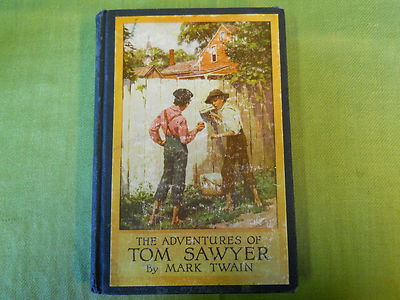 THE ADVENTURES OF
TOM SAWYER
By MARK TWAIN